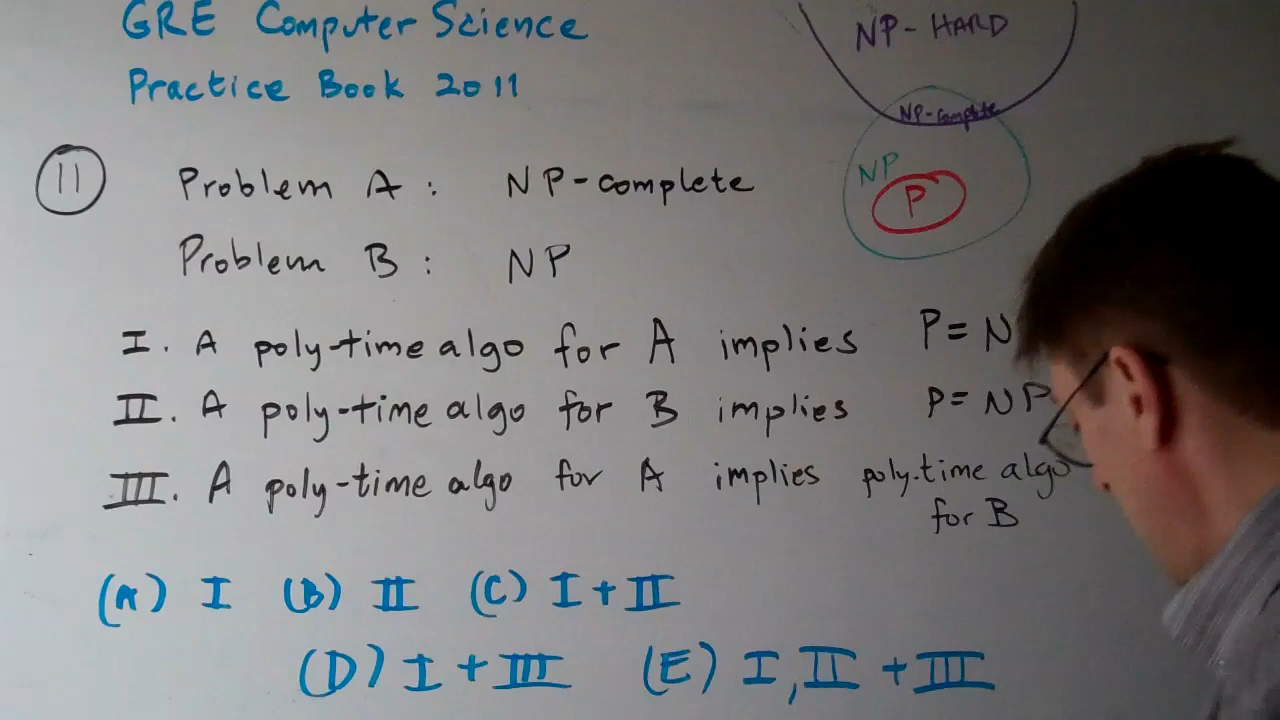 GRE Computer Science
Practice Book 2011
NP-HARD
NP-complete
NP
P
11 Problem A: NP-complete
Problem B: NP
I. A poly-time algo for A implies P=N
II. A poly-time algo for B implies P=NP
III. A poly-time algo for A implies poly-time algo
for B
(A) I (B) II (C) I+II
(D) I + III (E) I, II + III